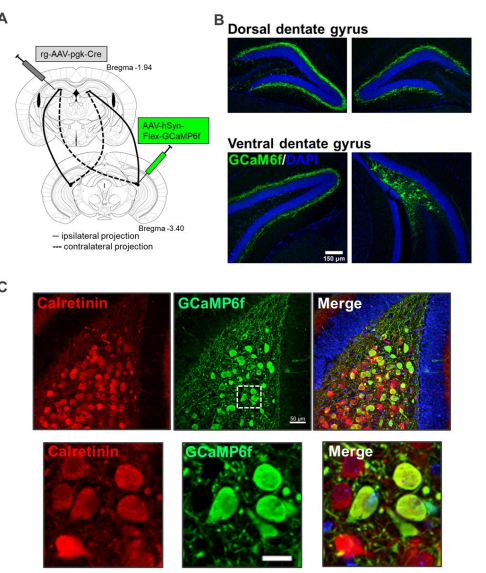 A
rg-AAV-pgk-Cre
Bregma -1.94
AAV-hSyn-
Flex-GCaMP6f
Bregma -3.40
— ipsilateral projection
--- contralateral projection
B
Dorsal dentate gyrus
Ventral dentate gyrus
GCaM6f/DAPI
150 µm
C
Calretinin
GCaMP6f
Merge
50 µm
Calretinin
GCaMP6f
Merge